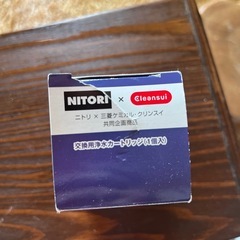 NITORI × Cleansui
ニトリ × 三菱ケミカル・クリンスイ
共同企画商品
交換用浄水カートリッジ(1個入)